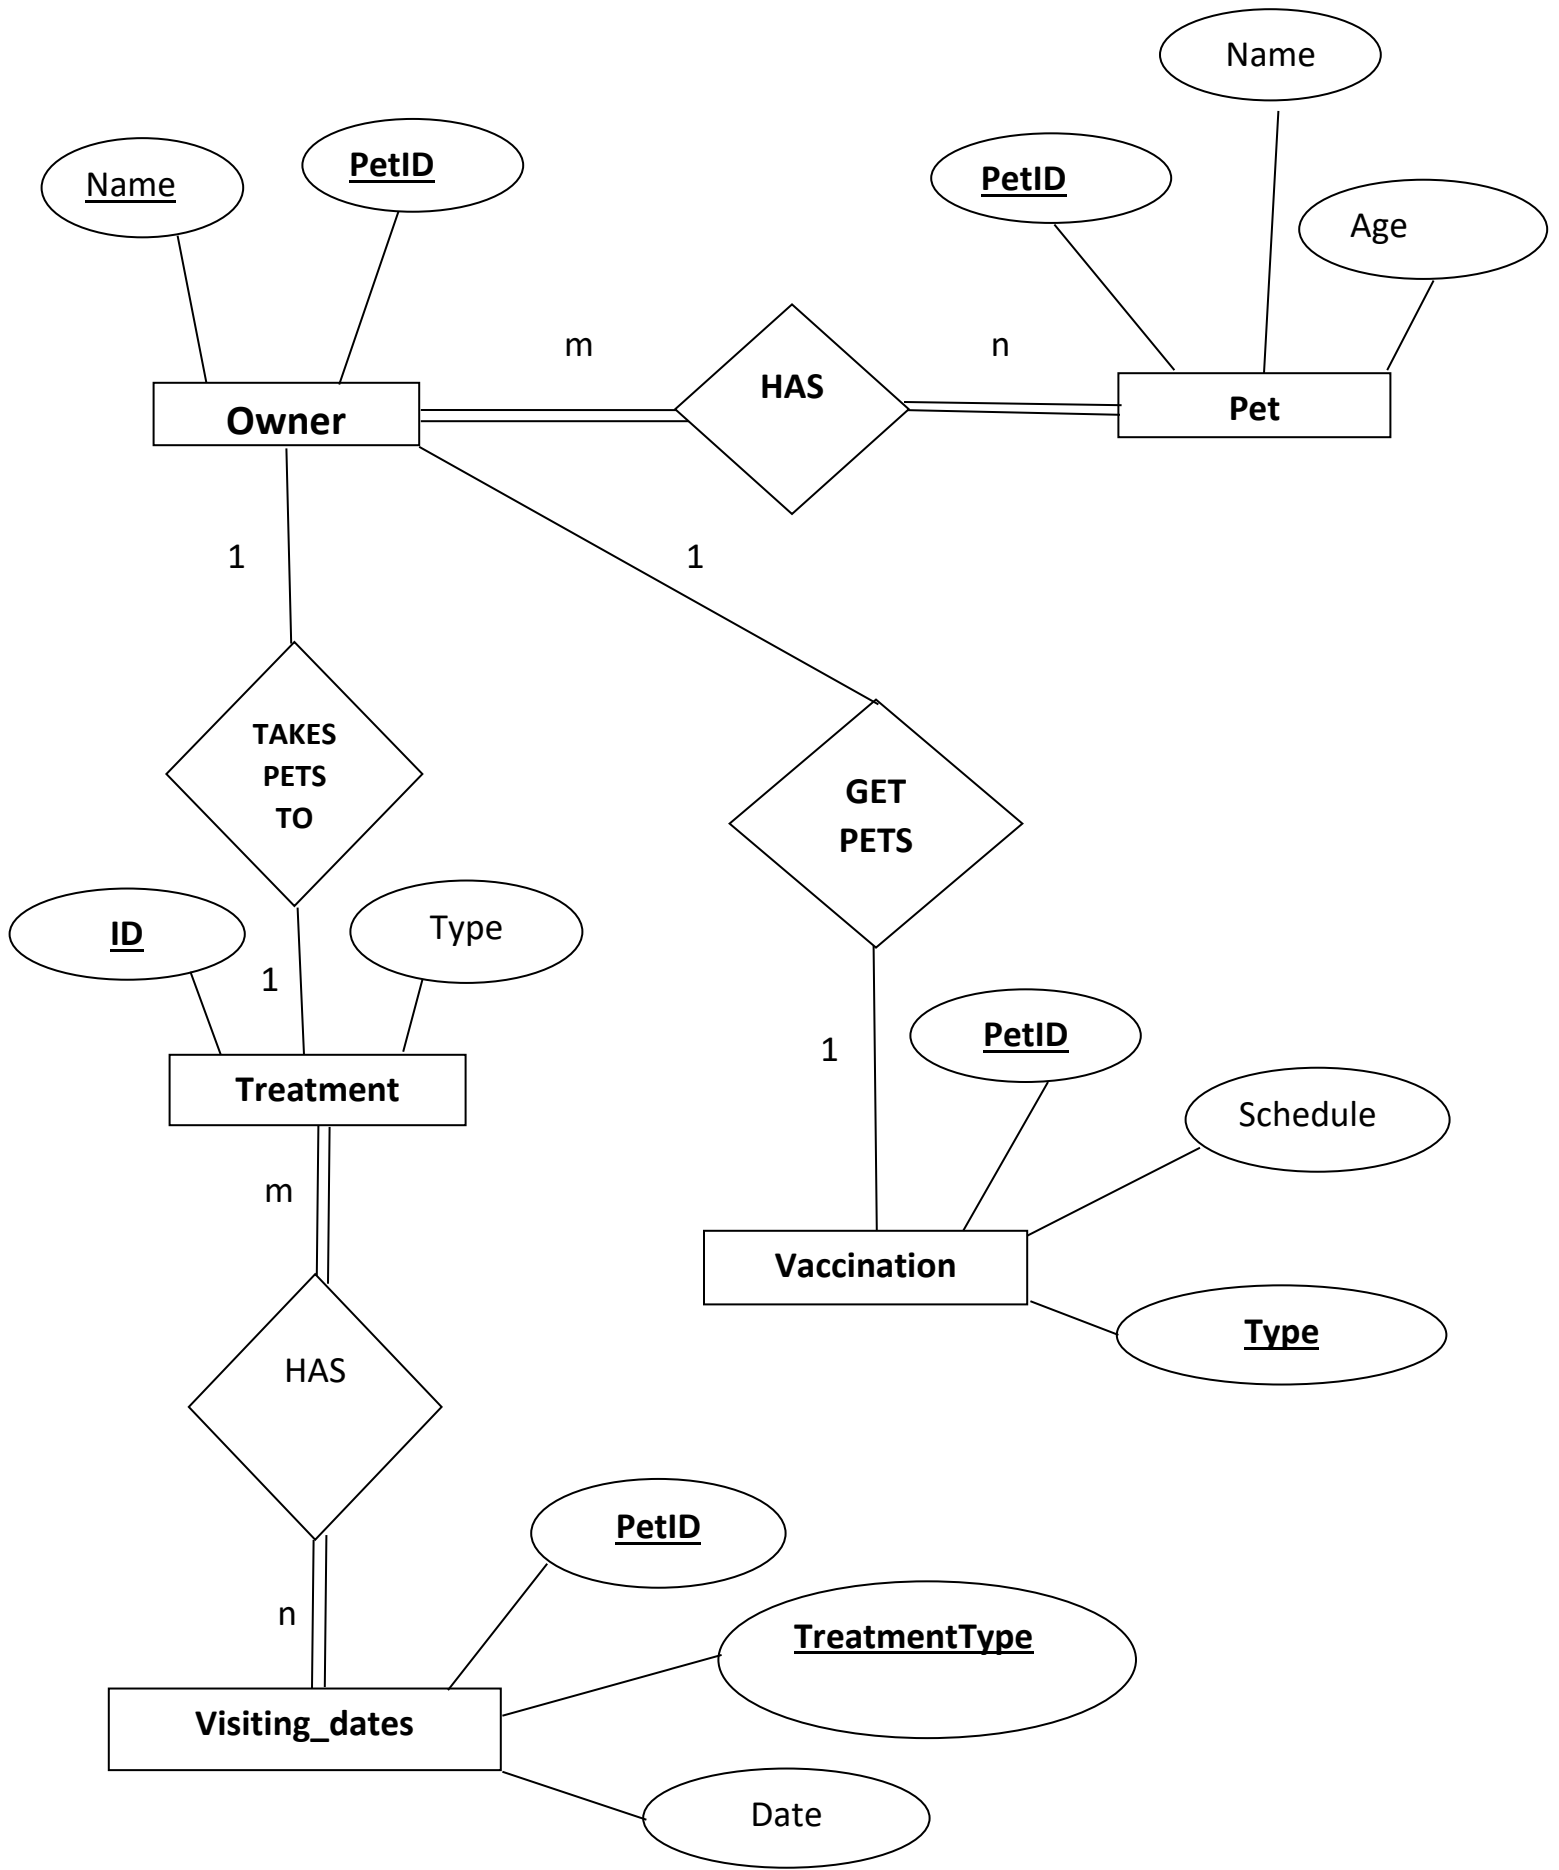 Name
PetID
Name
PetID
Age
m
n
HAS
Owner
Pet
1
1
TAKES
PETS
TO
GET
PETS
ID
Type
1
PetID
1
Treatment
Schedule
m
Vaccination
Type
HAS
PetID
n
TreatmentType
Visiting_dates
Date